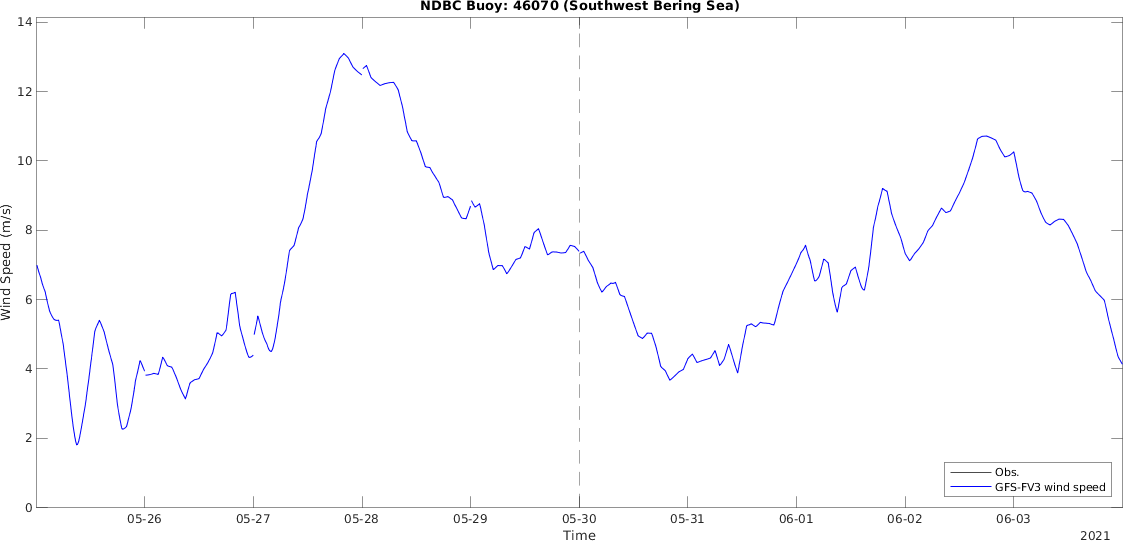 NDBC Buoy: 46070 (Southwest Bering Sea)
Wind Speed (m/s)
14
12
10
8
6
4
2
0
Obs.
GFS-FV3 wind speed
05-26 05-27 05-28 05-29 05-30 05-31 06-01 06-02 06-03
Time
2021